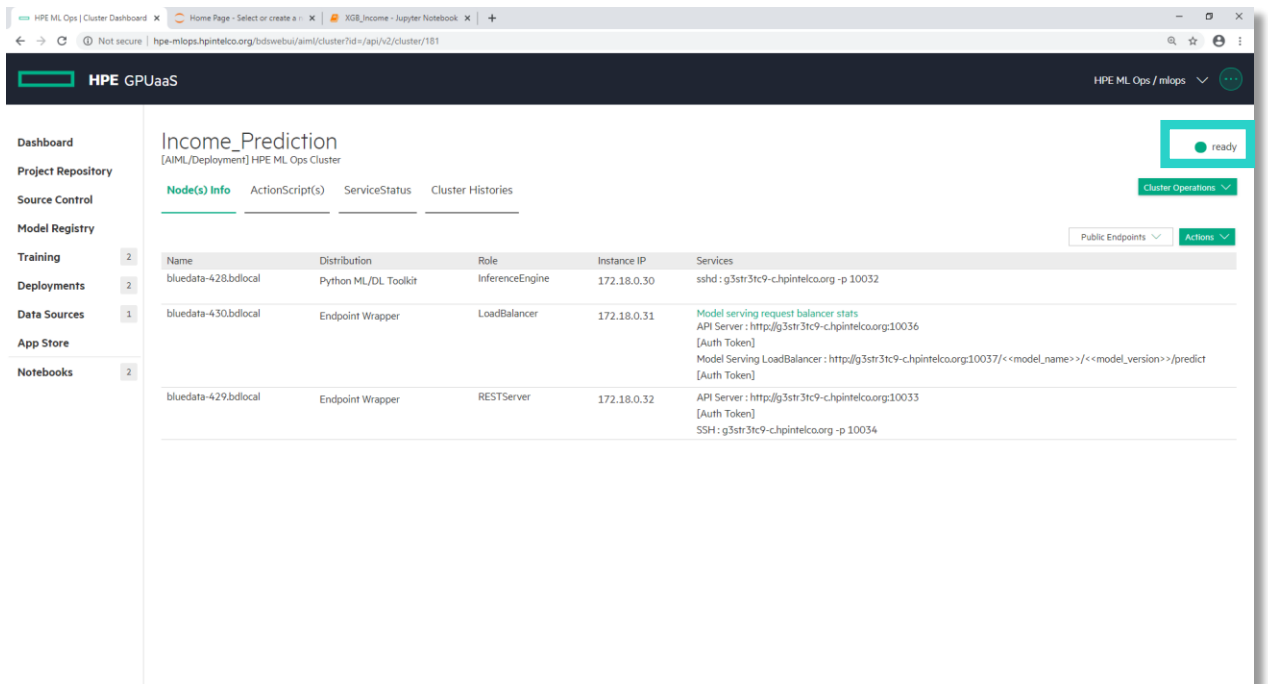 HPE ML Ops | Cluster Dashboard
Home Page - Select or create a n
XGB_Income - Jupyter Notebook
Not secure | hpe-mlops.hpintelco.org/bdswebui/aiml/cluster?id=/api/v2/cluster/181
HPE GPUaaS
HPE ML Ops / mlops
Dashboard
Project Repository
Source Control
Model Registry
Training 2
Deployments 2
Data Sources 1
App Store
Notebooks 2
Income_Prediction
[AIML/Deployment] HPE ML Ops Cluster
ready
Node(s) Info ActionScript(s) ServiceStatus Cluster Histories
Cluster Operations
Public Endpoints Actions
Name Distribution Role Instance IP Services
bluedata-428.bdlocal Python ML/DL Toolkit InferenceEngine 172.18.0.30 sshd : g3str3tc9-c.hpintelco.org -p 10032
bluedata-430.bdlocal Endpoint Wrapper LoadBalancer 172.18.0.31 Model serving request balancer stats
API Server : http://g3str3tc9-c.hpintelco.org:10036
[Auth Token]
Model Serving LoadBalancer : http://g3str3tc9-c.hpintelco.org:10037/<<model_name>>/<<model_version>>/predict
[Auth Token]
bluedata-429.bdlocal Endpoint Wrapper RESTServer 172.18.0.32 API Server : http://g3str3tc9-c.hpintelco.org:10033
[Auth Token]
SSH : g3str3tc9-c.hpintelco.org -p 10034